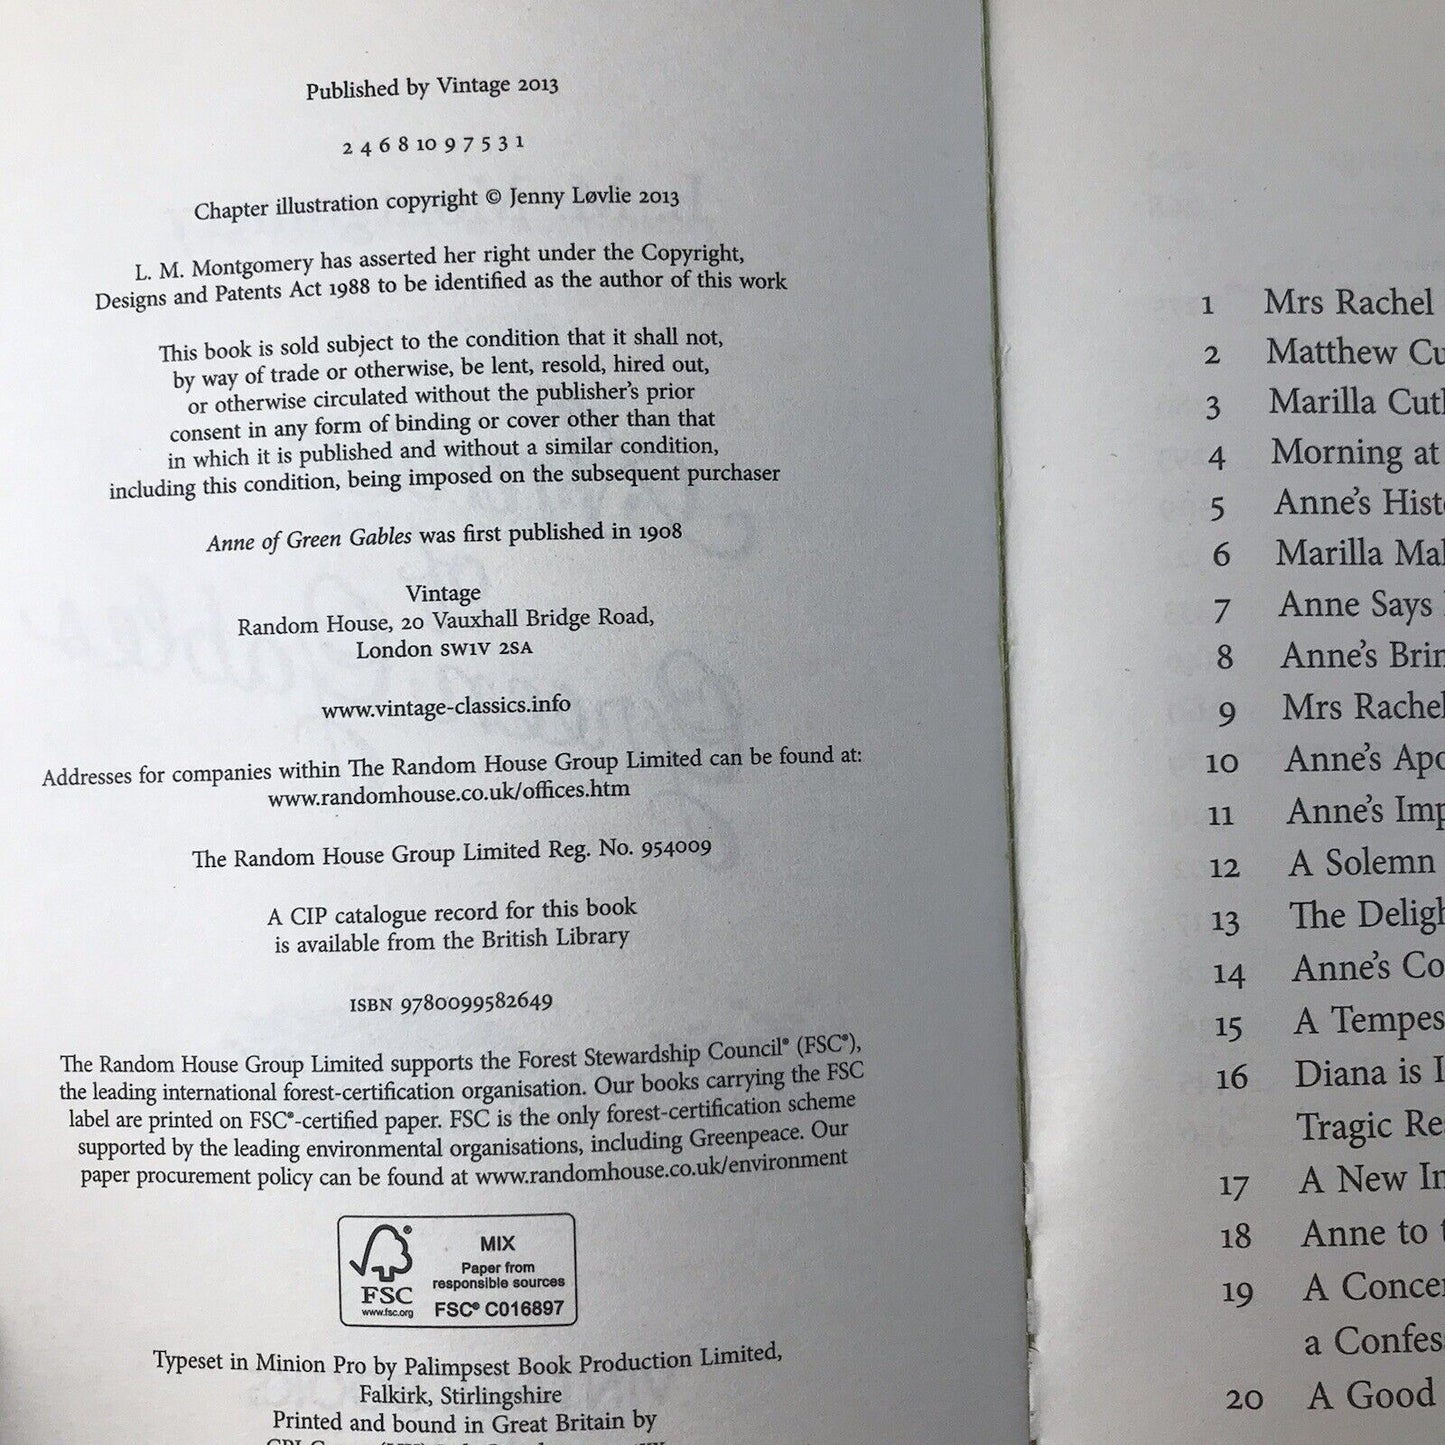 Published by Vintage 2013
2 4 6 8 10 9 7 5 3 1
Chapter illustration copyright © Jenny Løvlie 2013
L. M. Montgomery has asserted her right under the Copyright,
Designs and Patents Act 1988 to be identified as the author of this work
This book is sold subject to the condition that it shall not,
by way of trade or otherwise, be lent, resold, hired out,
or otherwise circulated without the publisher's prior
consent in any form of binding or cover other than that
in which it is published and without a similar condition,
including this condition, being imposed on the subsequent purchaser
Anne of Green Gables was first published in 1908
Vintage
Random House, 20 Vauxhall Bridge Road,
London SW1V 2SA
www.vintage-classics.info
Addresses for companies within The Random House Group Limited can be found at:
www.randomhouse.co.uk/offices.htm
The Random House Group Limited Reg. No. 954009
A CIP catalogue record for this book
is available from the British Library
ISBN 9780099582649
The Random House Group Limited supports the Forest Stewardship Council® (FSC®),
the leading international forest-certification organisation. Our books carrying the FSC
label are printed on FSC®-certified paper. FSC is the only forest-certification scheme
supported by the leading environmental organisations, including Greenpeace. Our
paper procurement policy can be found at www.randomhouse.co.uk/environment
FSC
www.fsc.org
MIX
Paper from
responsible sources
FSC® C016897
Typeset in Minion Pro by Palimpsest Book Production Limited,
Falkirk, Stirlingshire
Printed and bound in Great Britain by
1 Mrs Rachel
2 Matthew Cu
3 Marilla Cut
4 Morning at
5 Anne's Hist
6 Marilla Ma
7 Anne Says
8 Anne's Brin
9 Mrs Rachel
10 Anne's Apo
11 Anne's Imp
12 A Solemn
13 The Deligh
14 Anne's Co
15 A Tempes
16 Diana is I
Tragic Re
17 A New In
18 Anne to t
19 A Concer
a Confes
20 A Good